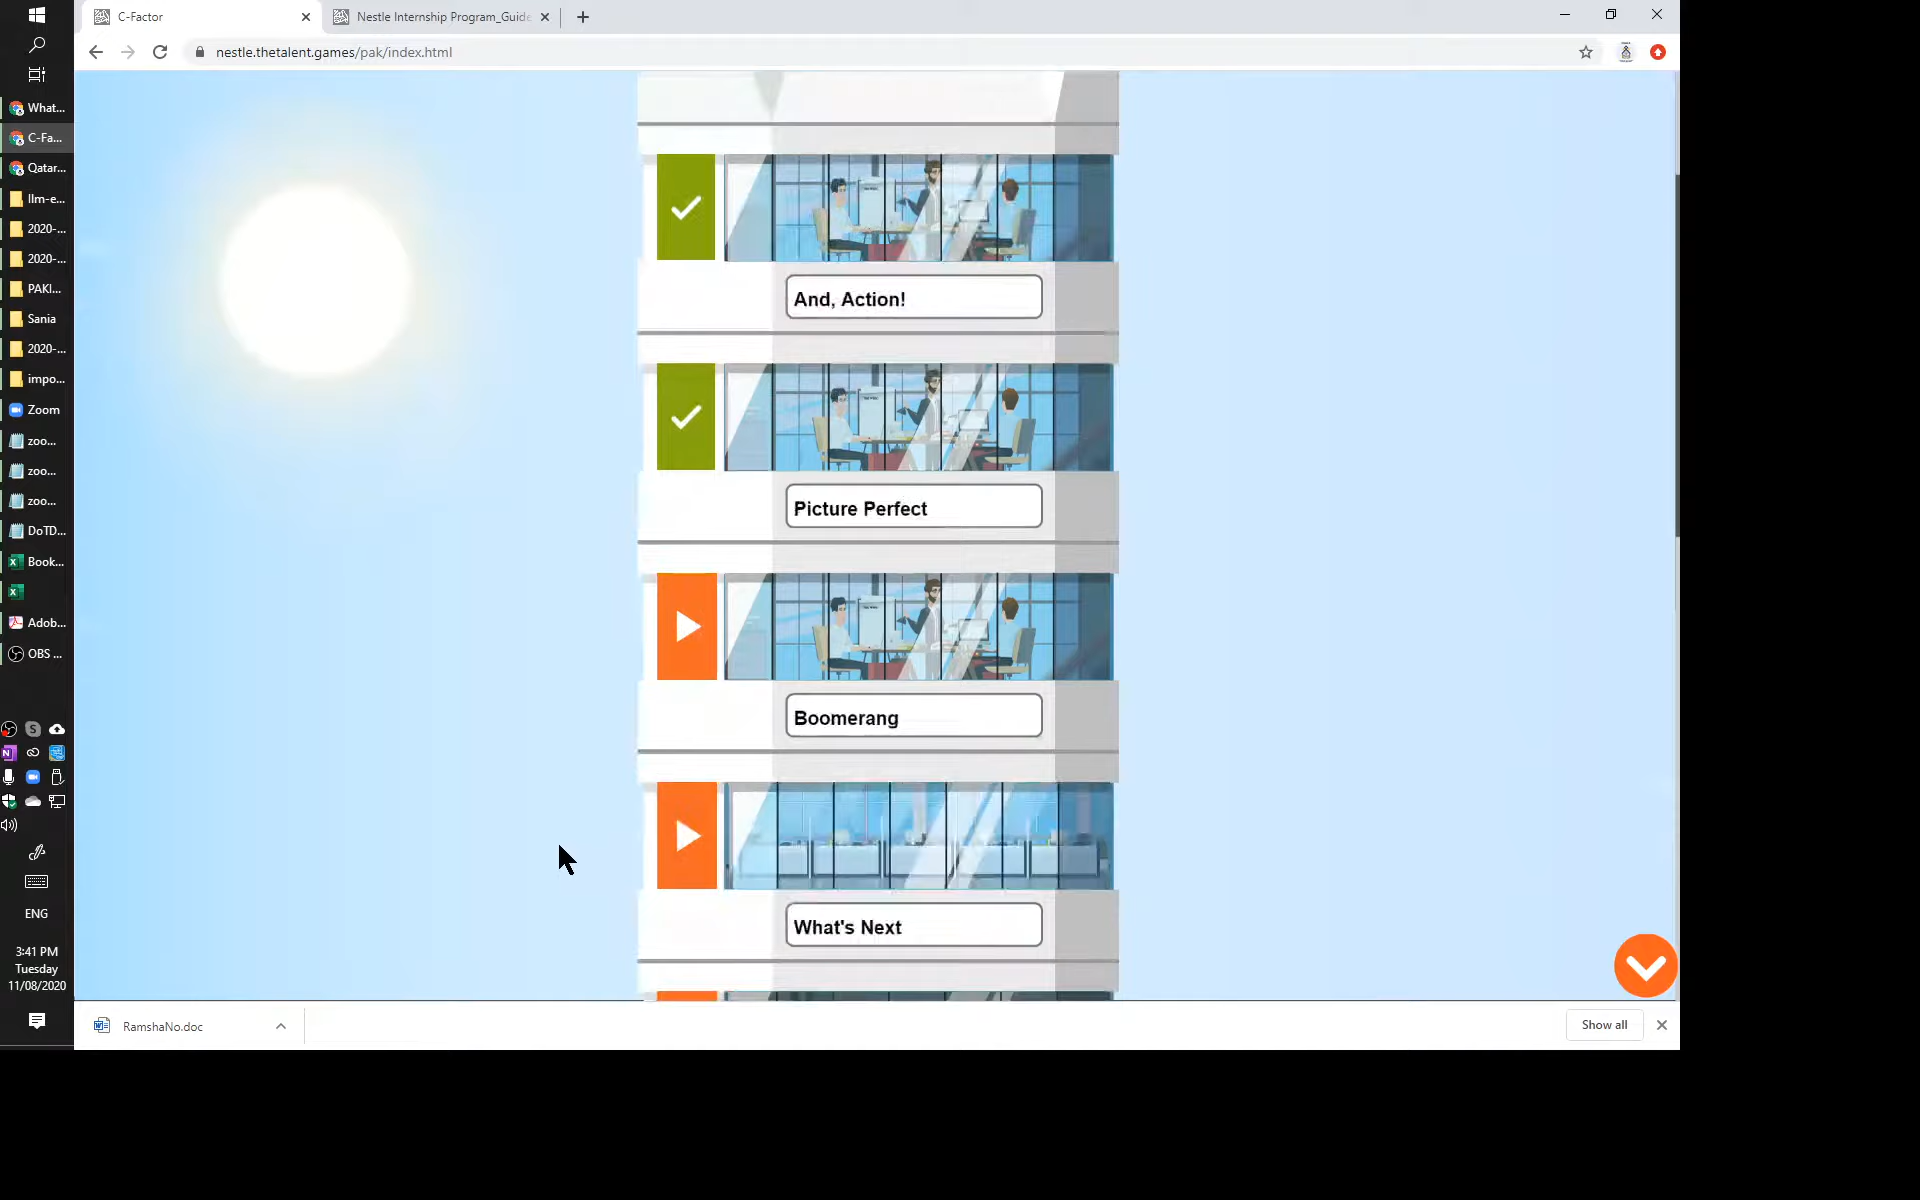 C-Factor
Nestle Internship Program_Guide
nestle.thetalent.games/pak/index.html
What...
C-Fa...
Qatar...
llm-e...
2020-...
2020-...
PAKI...
Sania
2020-...
impo...
Zoom
zoo...
zoo...
zoo...
DoTD...
Book...
Adob...
OBS ...
ENG
3:41 PM
Tuesday
11/08/2020
And, Action!
Picture Perfect
Boomerang
What's Next
RamshaNo.doc
Show all